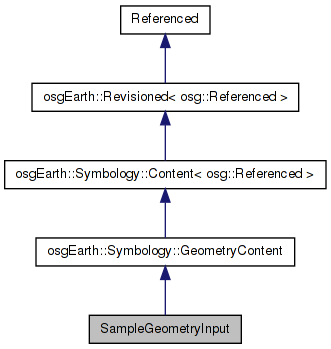 Referenced
osgEarth::Revisioned< osg::Referenced >
osgEarth::Symbology::Content< osg::Referenced >
osgEarth::Symbology::GeometryContent
SampleGeometryInput